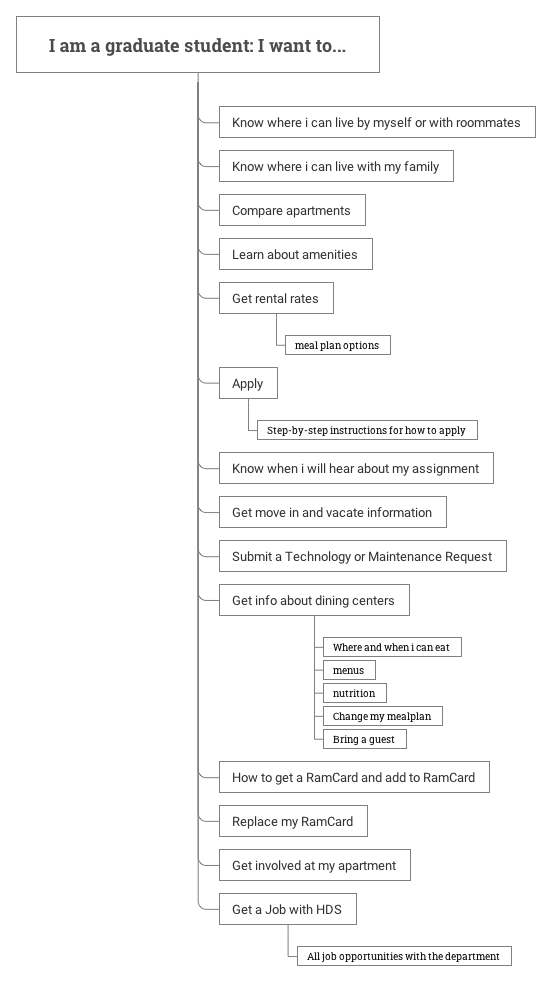 I am a graduate student: I want to...
Know where i can live by myself or with roommates
Know where i can live with my family
Compare apartments
Learn about amenities
Get rental rates
meal plan options
Apply
Step-by-step instructions for how to apply
Know when i will hear about my assignment
Get move in and vacate information
Submit a Technology or Maintenance Request
Get info about dining centers
Where and when i can eat
menus
nutrition
Change my mealplan
Bring a guest
How to get a RamCard and add to RamCard
Replace my RamCard
Get involved at my apartment
Get a Job with HDS
All job opportunities with the department